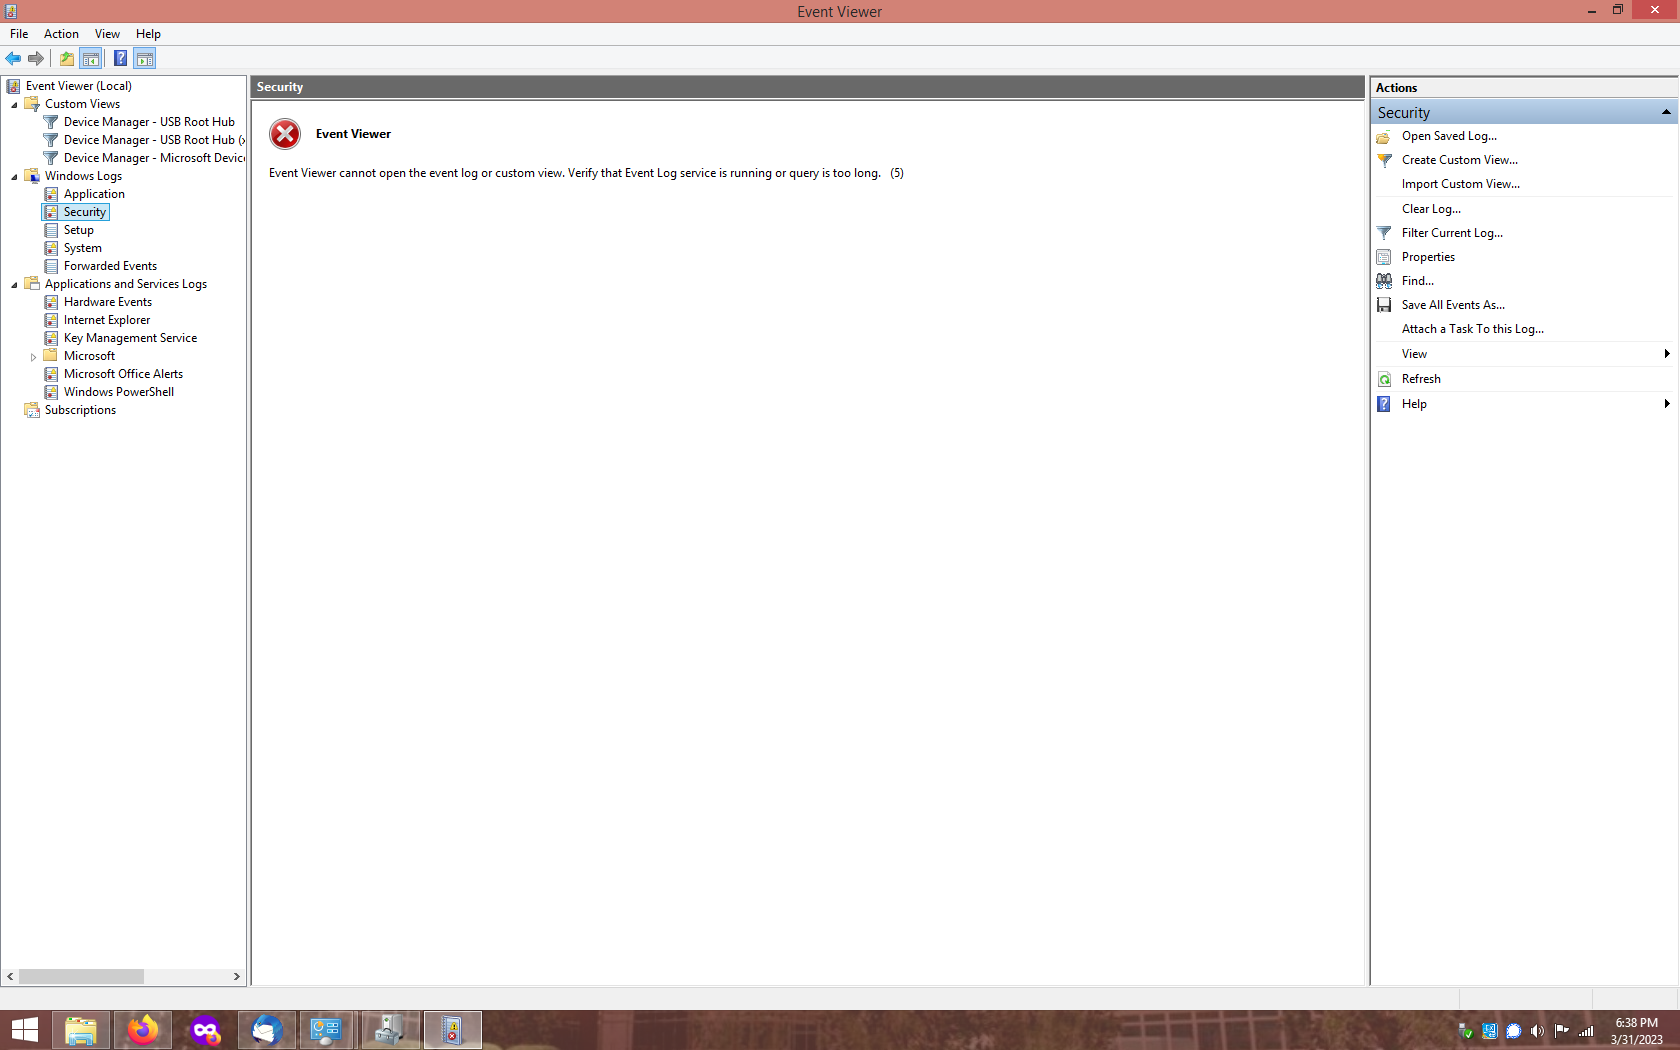 Event Viewer
File Action View Help
Event Viewer (Local)
Custom Views
Device Manager - USB Root Hub
Device Manager - USB Root Hub (x
Device Manager - Microsoft Device
Windows Logs
Application
Security
Setup
System
Forwarded Events
Applications and Services Logs
Hardware Events
Internet Explorer
Key Management Service
Microsoft
Microsoft Office Alerts
Windows PowerShell
Subscriptions
Security
Event Viewer
Event Viewer cannot open the event log or custom view. Verify that Event Log service is running or query is too long. (5)
Actions
Security
Open Saved Log...
Create Custom View...
Import Custom View...
Clear Log...
Filter Current Log...
Properties
Find...
Save All Events As...
Attach a Task To this Log...
View
Refresh
Help
6:38 PM
3/31/2023